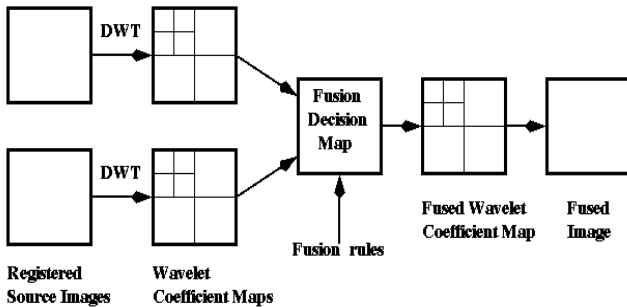 DWT
Fusion
Decision
Map
DWT
Fused Wavelet
Coefficient Map
Fused
Image
Fusion rules
Registered
Source Images
Wavelet
Coefficient Maps